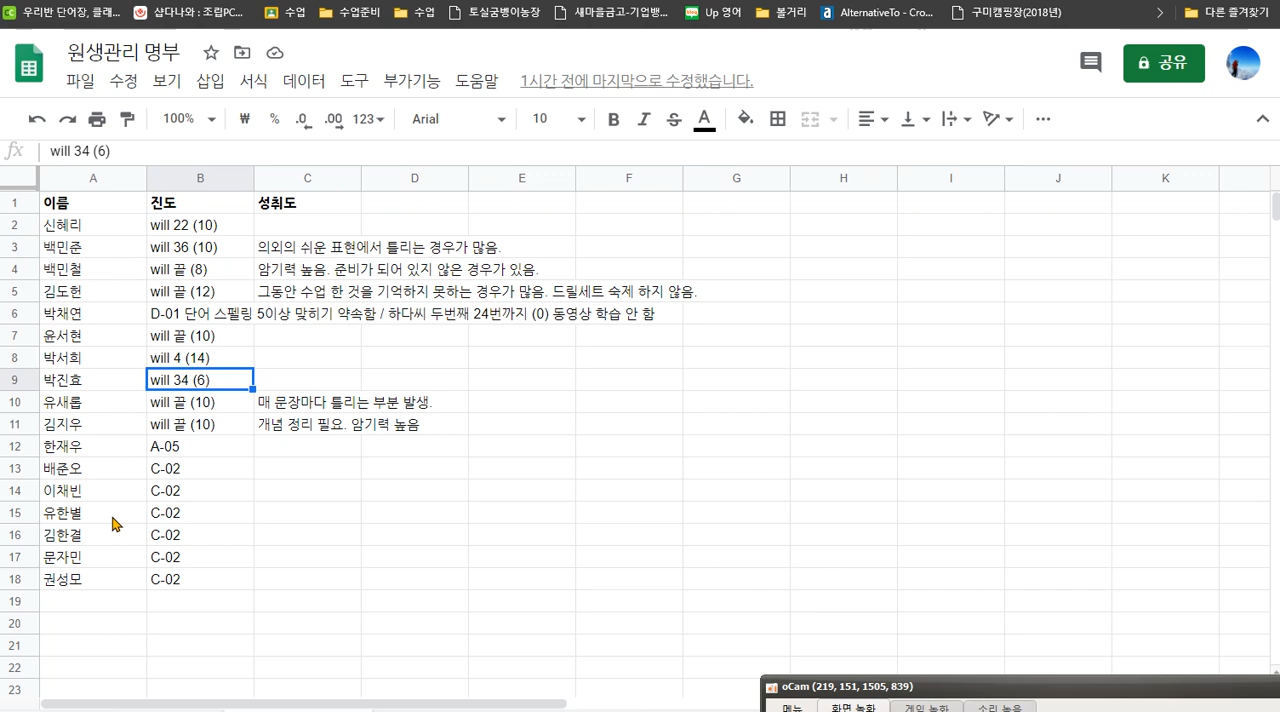 우리반 단어장, 클래... 샵다나와 : 조립PC... 수업 수업준비 수업 토실궁뱅이농장 새마을금고-기업뱅... Up 영어 볼거리 AlternativeTo - Cro... 구미캠핑장(2018년) 다른 즐겨찾기
원생관리 명부
파일 수정 보기 삽입 서식 데이터 도구 부가기능 도움말 1시간 전에 마지막으로 수정했습니다. 공유
100% ₩ % .0 .00 123 Arial 10 B I S A
fx will 34 (6)
A B C D E F G H I J K
1 이름 진도 성취도
2 신혜리 will 22 (10)
3 백민준 will 36 (10) 의외의 쉬운 표현에서 틀리는 경우가 많음.
4 백민철 will 끝 (8) 암기력 높음. 준비가 되어 있지 않은 경우가 있음.
5 김도헌 will 끝 (12) 그동안 수업 한 것을 기억하지 못하는 경우가 많음. 드릴세트 숙제 하지 않음.
6 박채연 D-01 단어 스펠링 5이상 맞히기 약속함 / 하다씨 두번째 24번까지 (0) 동영상 학습 안 함
7 윤서현 will 끝 (10)
8 박서희 will 4 (14)
9 박진효 will 34 (6)
10 유새롭 will 끝 (10) 매 문장마다 틀리는 부분 발생.
11 김지우 will 끝 (10) 개념 정리 필요. 암기력 높음
12 한재우 A-05
13 배준오 C-02
14 이채빈 C-02
15 유한별 C-02
16 김한결 C-02
17 문자민 C-02
18 권성모 C-02
19
20
21
22
23
oCam (219, 151, 1505, 839)
메뉴 화면 녹화 게임 녹화 소리 녹음